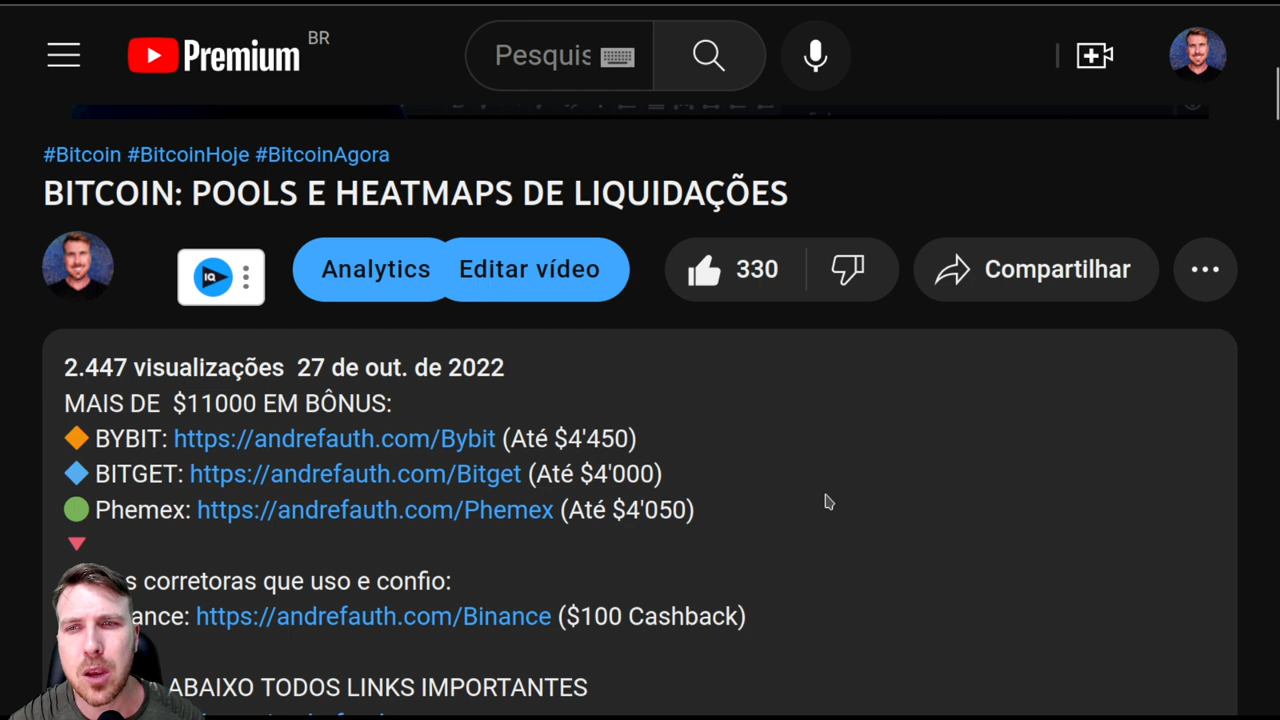 Premium BR
Pesquis
#Bitcoin #BitcoinHoje #BitcoinAgora
BITCOIN: POOLS E HEATMAPS DE LIQUIDAÇÕES
IQ
Analytics
Editar vídeo
330
Compartilhar
2.447 visualizações 27 de out. de 2022
MAIS DE $11000 EM BÔNUS:
BYBIT: https://andrefauth.com/Bybit (Até $4'450)
BITGET: https://andrefauth.com/Bitget (Até $4'000)
Phemex: https://andrefauth.com/Phemex (Até $4'050)
s corretoras que uso e confio:
ance: https://andrefauth.com/Binance ($100 Cashback)
ABAIXO TODOS LINKS IMPORTANTES